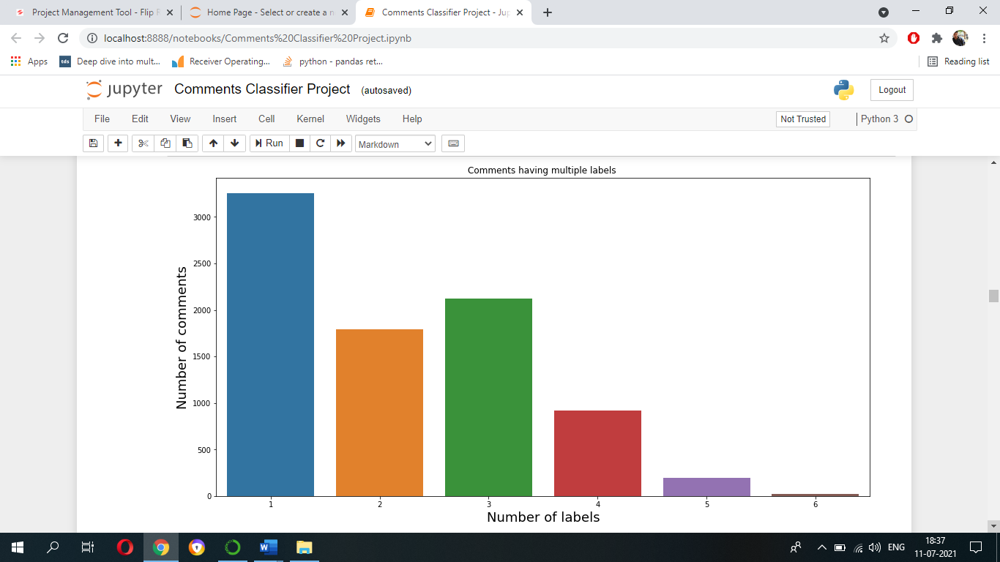 Project Management Tool - Flip R
Home Page - Select or create a n
Comments Classifier Project - Jup
localhost:8888/notebooks/Comments%20Classifier%20Project.ipynb
Apps
tds Deep dive into mult...
Receiver Operating...
python - pandas ret...
Reading list
jupyter Comments Classifier Project (autosaved)
Logout
File Edit View Insert Cell Kernel Widgets Help
Not Trusted
Python 3
Run
Markdown
Comments having multiple labels
Number of comments
3000
2500
2000
1500
1000
500
0
1 2 3 4 5 6
Number of labels
ENG
18:37
11-07-2021